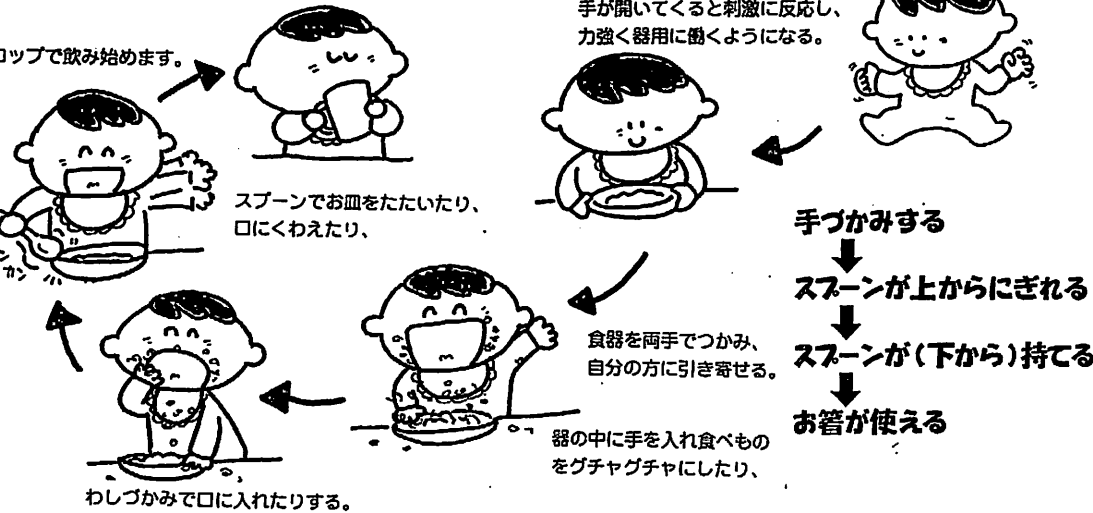 手が開いてくると刺激に反応し、
力強く器用に働くようになる。
食器を両手でつかみ、
自分の方に引き寄せる。
器の中に手を入れ食べもの
をグチャグチャにしたり、
わしづかみで口に入れたりする。
スプーンでお皿をたたいたり、
口にくわえたり、
カン
コップで飲み始めます。
手づかみする
スプーンが上からにぎれる
スプーンが(下から)持てる
お箸が使える